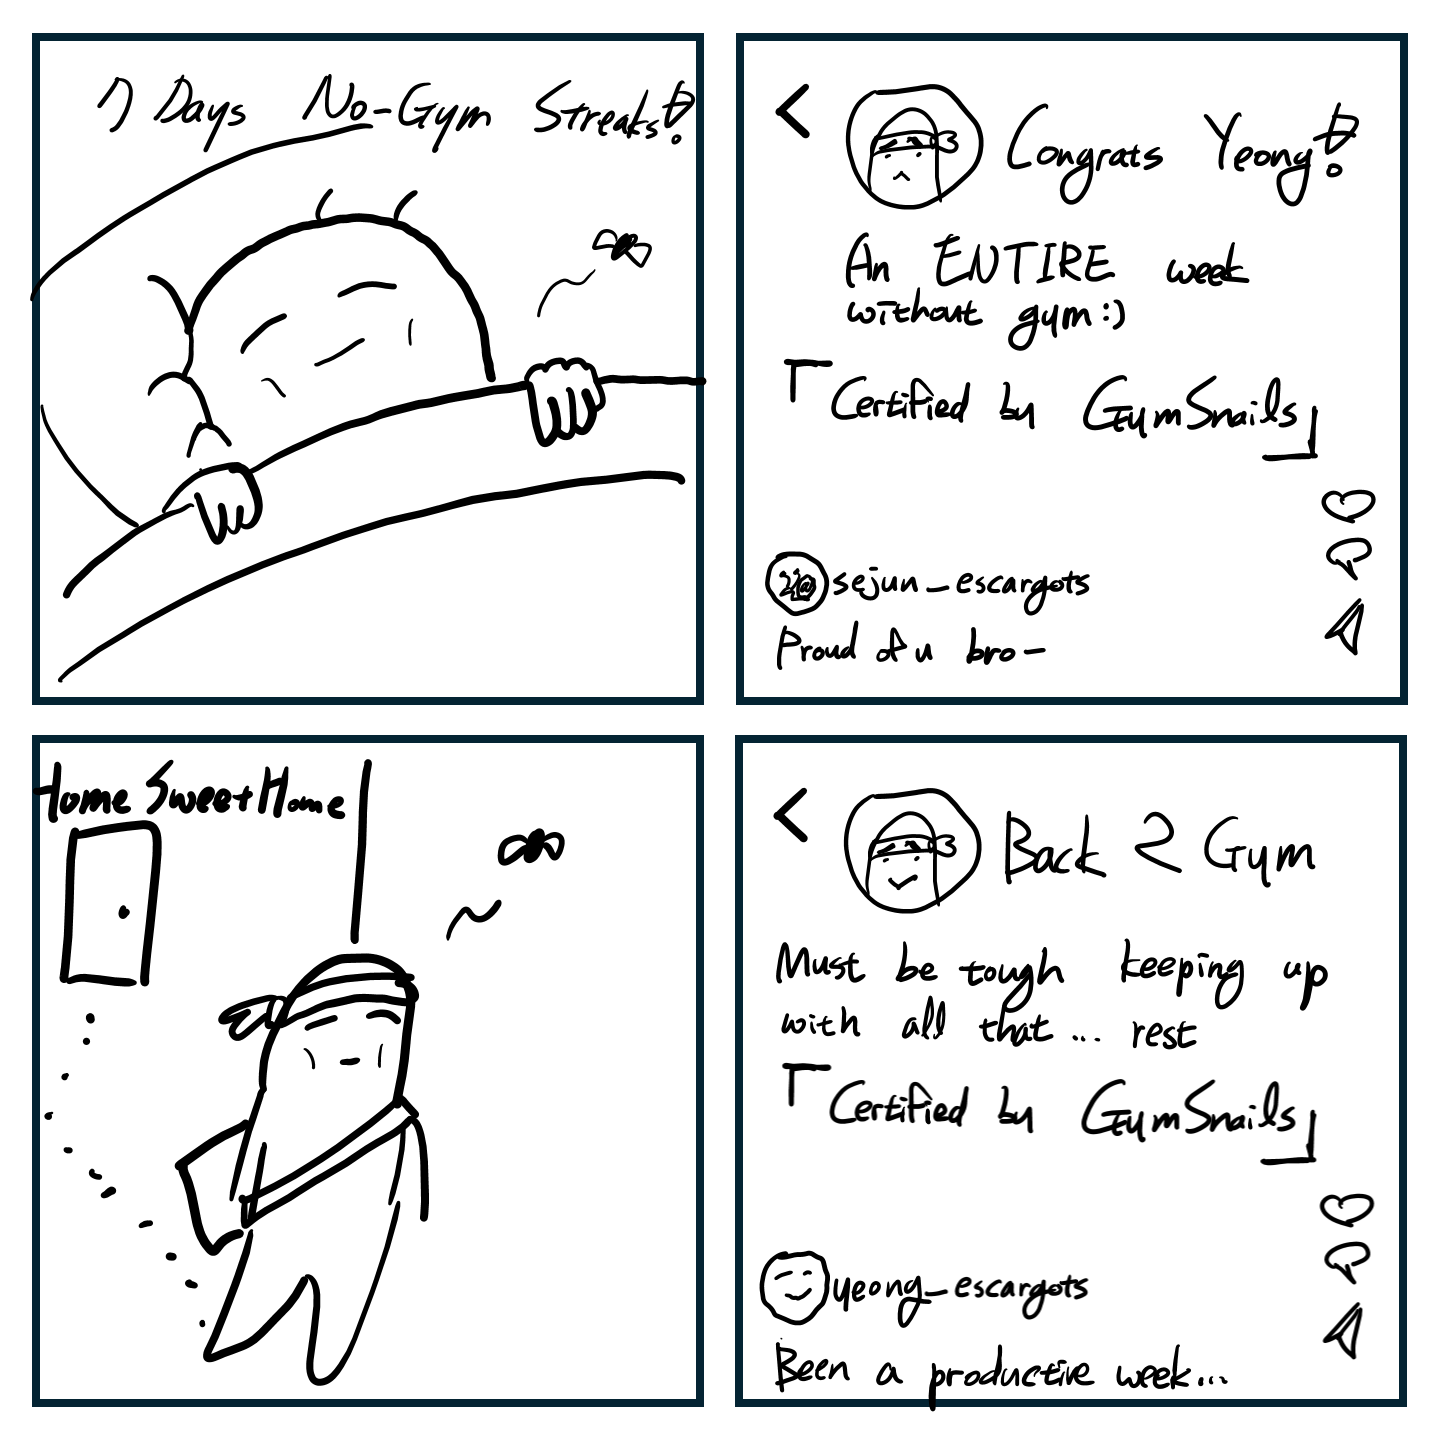 7 Days No-Gym Streaks!
Congrats Yeong!
An ENTIRE week
without gym:)
「Certified by GymSnails」
sejun_escargots
Proud of u bro-
Home Sweet Home
Back 2 Gym
Must be tough keeping up
with all that... rest
「Certified by GymSnails」
yeong_escargots
Been a productive week...